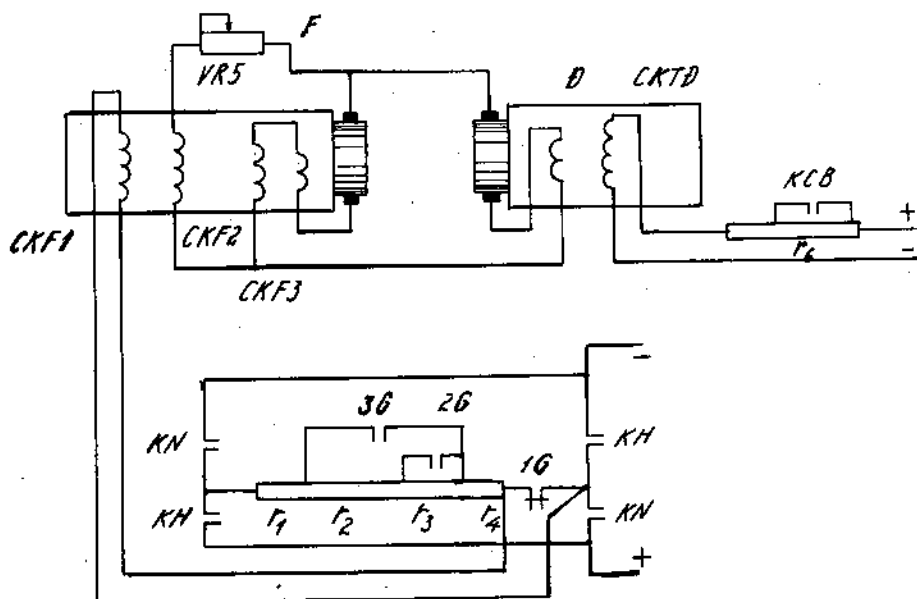 F
VR5
D CKTD
KCB
+
r6
-
CKF1
CKF2
CKF3
-
3G 2G
KN
1G
KH
KH
r1 r2 r3 r4
KN
+